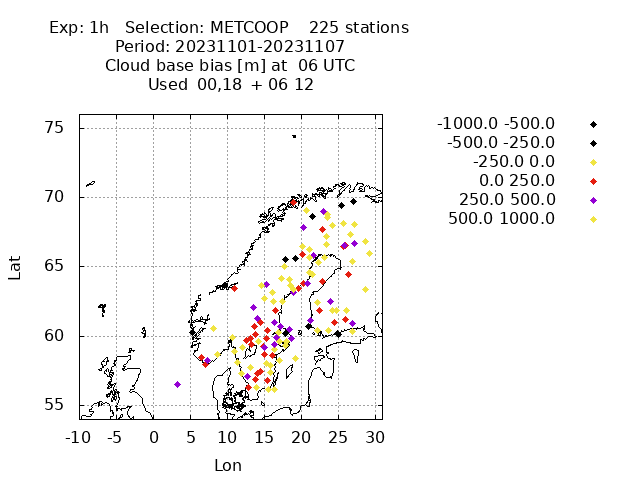 Exp: 1h   Selection: METCOOP    225 stations
Period: 20231101-20231107
Cloud base bias [m] at  06 UTC
Used 00,18 + 06 12
-1000.0 -500.0
-500.0 -250.0
-250.0 0.0
0.0 250.0
250.0 500.0
500.0 1000.0
75
70
65
60
55
Lat
-10 -5 0 5 10 15 20 25 30
Lon